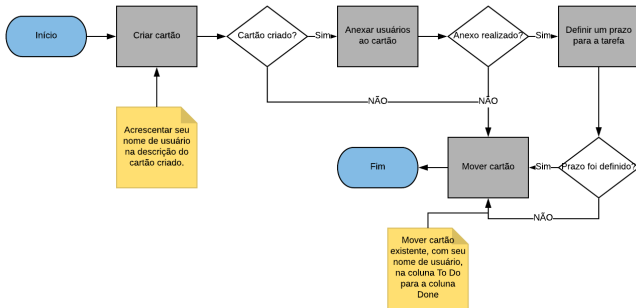 Início
Criar cartão
Cartão criado?
Sim
Anexar usuários
ao cartão
Anexo realizado?
Sim
Definir um prazo
para a tarefa
NÃO
NÃO
Acrescentar seu
nome de usuário
na descrição do
cartão criado.
Fim
Mover cartão
Sim
Prazo foi definido?
NÃO
Mover cartão
existente, com seu
nome de usuário,
na coluna To Do
para a coluna
Done